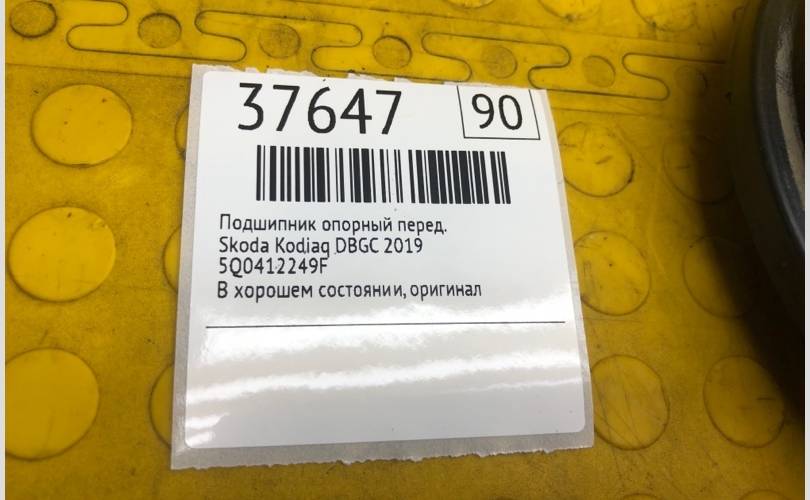 37647 90
Подшипник опорный перед.
Skoda Kodiaq DBGC 2019
5Q0412249F
В хорошем состоянии, оригинал